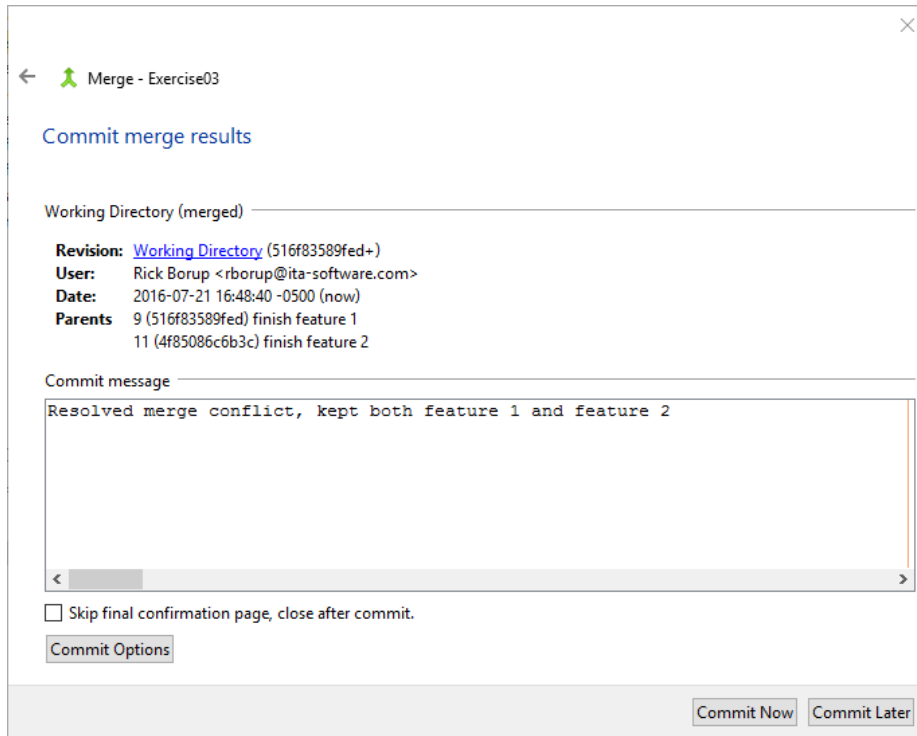 Merge - Exercise03
Commit merge results
Working Directory (merged)
Revision: Working Directory (516f83589fed+)
User: Rick Borup <rborup@ita-software.com>
Date: 2016-07-21 16:48:40 -0500 (now)
Parents 9 (516f83589fed) finish feature 1
11 (4f85086c6b3c) finish feature 2
Commit message
Resolved merge conflict, kept both feature 1 and feature 2
Skip final confirmation page, close after commit.
Commit Options
Commit Now Commit Later